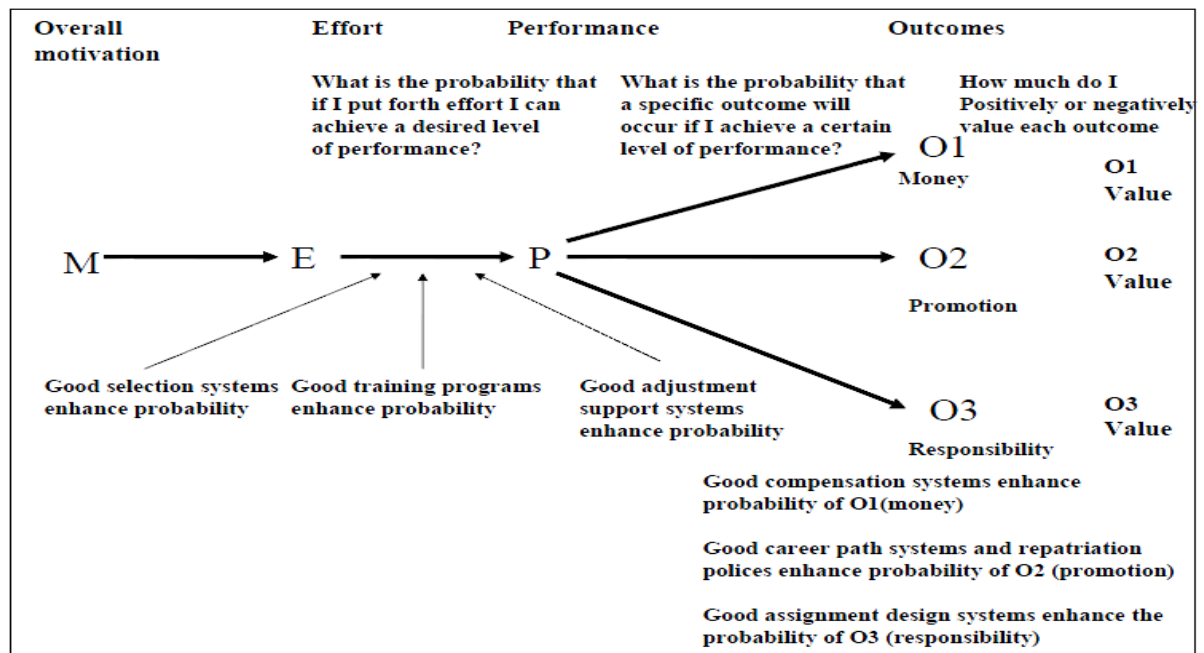 Overall
motivation
Effort
Performance
Outcomes
What is the probability that
if I put forth effort I can
achieve a desired level
of performance?
What is the probability that
a specific outcome will
occur if I achieve a certain
level of performance?
How much do I
Positively or negatively
value each outcome
O1
Money
O1
Value
M
E
P
O2
Promotion
O2
Value
Good selection systems
enhance probability
Good training programs
enhance probability
Good adjustment
support systems
enhance probability
O3
Responsibility
O3
Value
Good compensation systems enhance
probability of O1(money)
Good career path systems and repatriation
polices enhance probability of O2 (promotion)
Good assignment design systems enhance the
probability of O3 (responsibility)